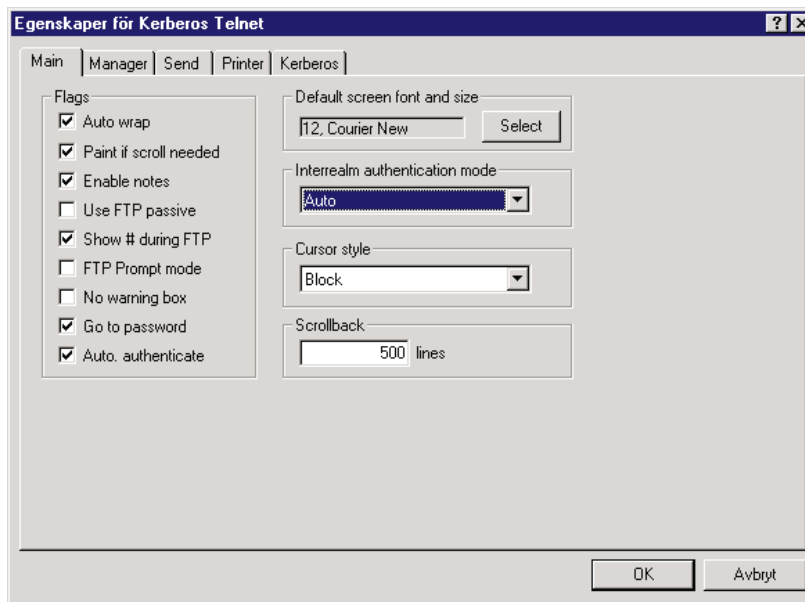 Egenskaper för Kerberos Telnet
Main Manager Send Printer Kerberos
Flags
Auto wrap
Paint if scroll needed
Enable notes
Use FTP passive
Show # during FTP
FTP Prompt mode
No warning box
Go to password
Auto. authenticate
Default screen font and size
12, Courier New Select
Interrealm authentication mode
Auto
Cursor style
Block
Scrollback
500 lines
OK Avbryt